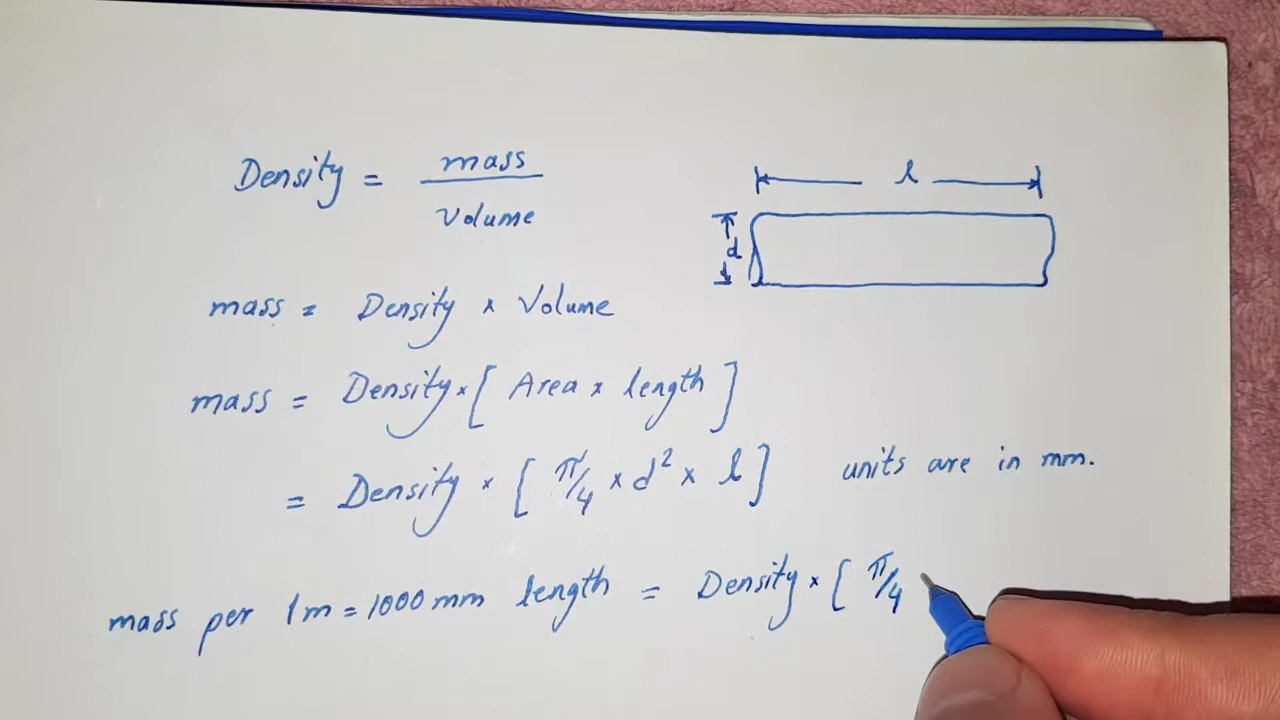 Density = mass / volume
l
d
mass = Density × Volume
mass = Density × [ Area × length ]
= Density × [ π/4 × d² × l ] units are in mm.
mass per 1m = 1000 mm length = Density × [ π/4